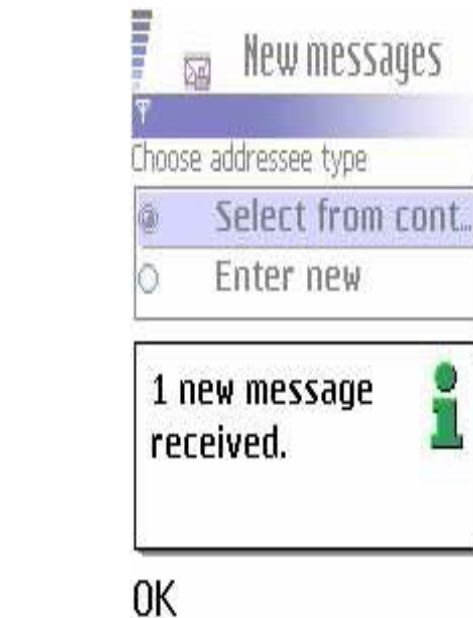 New messages
Choose addressee type
Select from cont...
Enter new
1 new message
received.
OK